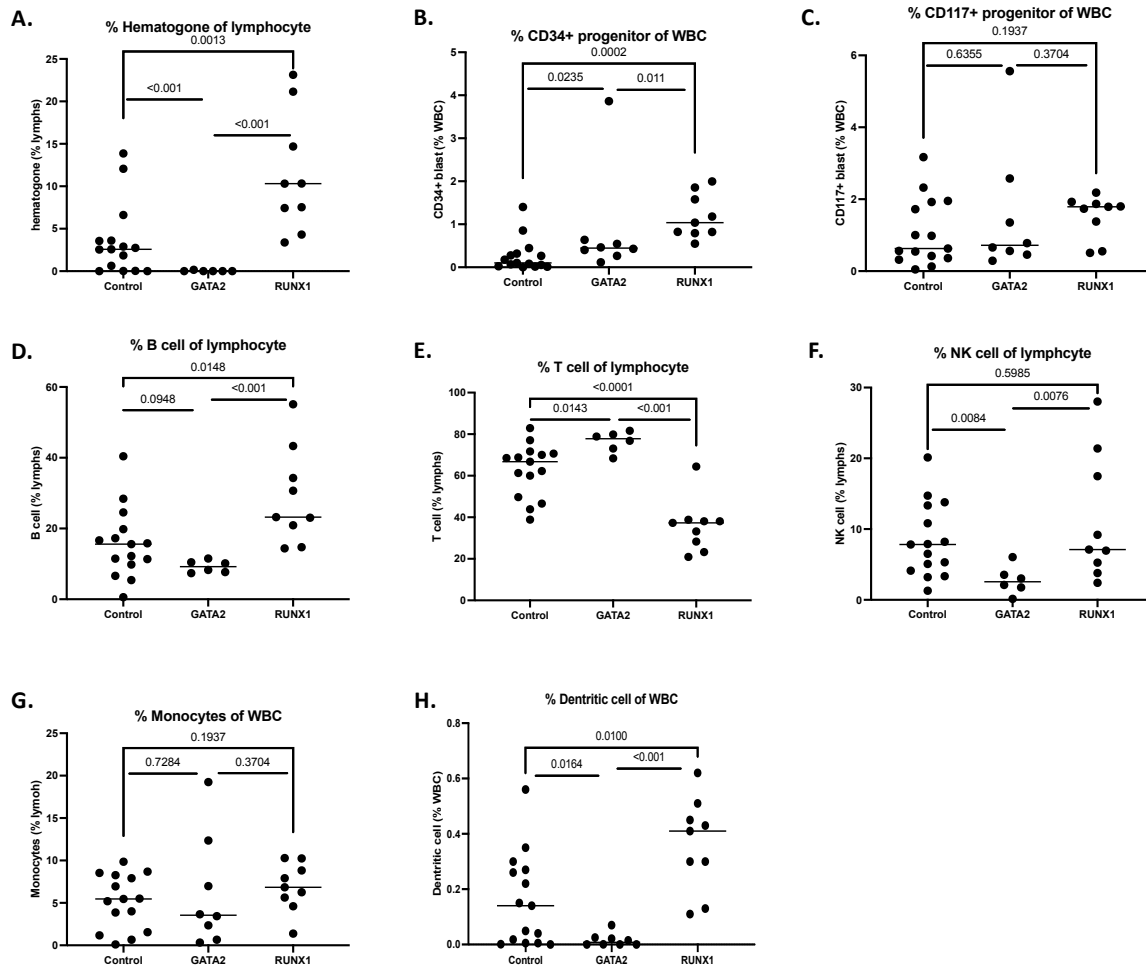 A.
% Hematogone of lymphocyte
0.0013
<0.001
<0.001
hematogone (% lymphs)
25
20
15
10
5
0
Control
GATA2
RUNX1
B.
% CD34+ progenitor of WBC
0.0002
0.0235
0.011
CD34+ blast (% WBC)
5
4
3
2
1
0
Control
GATA2
RUNX1
C.
% CD117+ progenitor of WBC
0.1937
0.6355
0.3704
CD117+ blast (% WBC)
6
4
2
0
Control
GATA2
RUNX1
D.
% B cell of lymphocyte
0.0148
0.0948
<0.001
B cell (% lymphs)
60
40
20
0
Control
GATA2
RUNX1
E.
% T cell of lymphocyte
<0.0001
0.0143
<0.001
T cell (% lymphs)
100
80
60
40
20
0
Control
GATA2
RUNX1
F.
% NK cell of lymphcyte
0.5985
0.0084
0.0076
NK cell (% lymphs)
30
20
10
0
Control
GATA2
RUNX1
G.
% Monocytes of WBC
0.1937
0.7284
0.3704
Monocytes (% lymoh)
25
20
15
10
5
0
Control
GATA2
RUNX1
H.
% Dentritic cell of WBC
0.0100
0.0164
<0.001
Dentritic cell (% WBC)
0.8
0.6
0.4
0.2
0.0
Control
GATA2
RUNX1